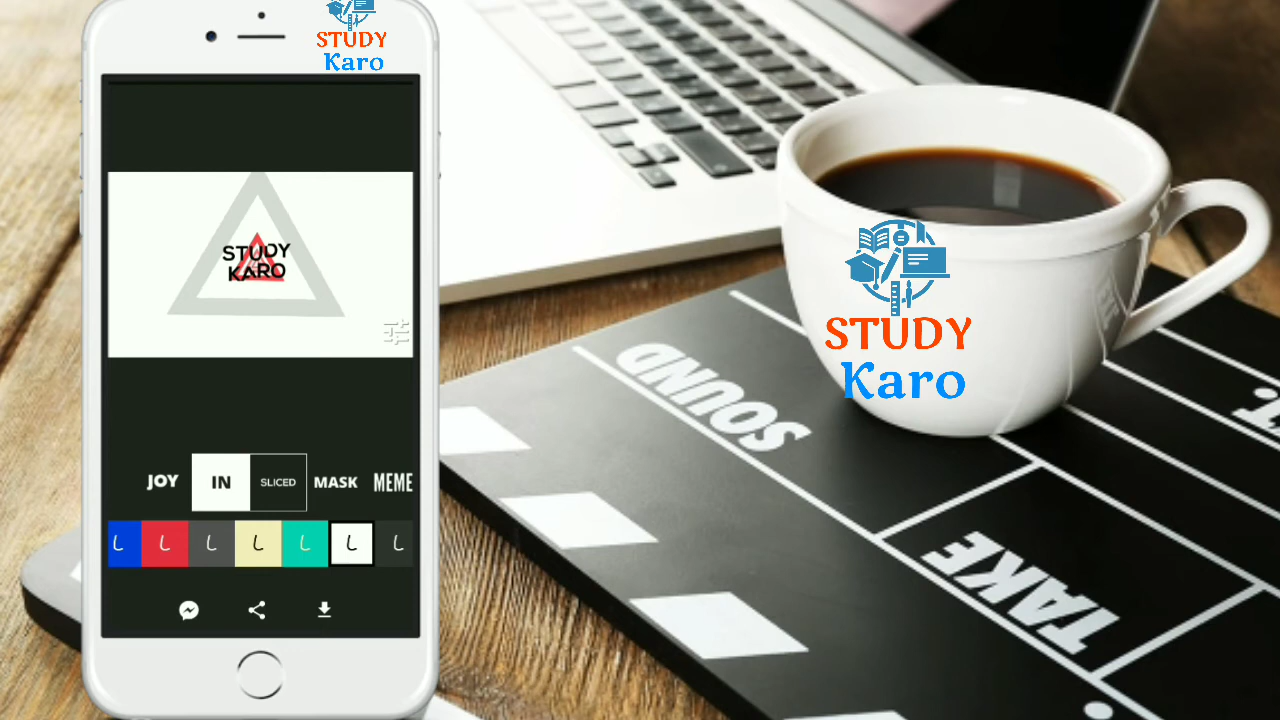 STUDY
Karo
STUDY
KARO
JOY
IN
SLICED
MASK
MEME
L
L
L
L
L
L
L
STUDY
Karo
SOUND
TAKE